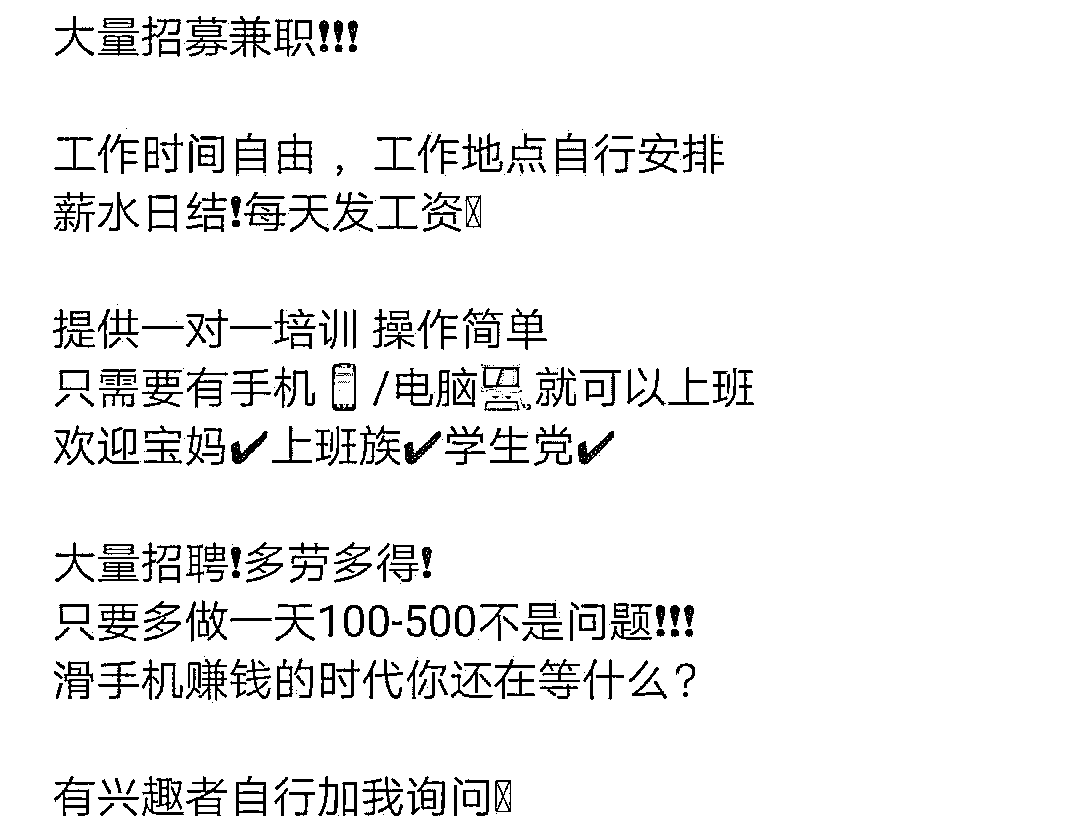 大量招募兼职!!!
工作时间自由 ，工作地点自行安排
薪水日结!每天发工资
提供一对一培训 操作简单
只需要有手机📱/电脑💻就可以上班
欢迎宝妈✔上班族✔学生党✔
大量招聘!多劳多得!
只要多做一天100-500不是问题!!!
滑手机赚钱的时代你还在等什么？
有兴趣者自行加我询问